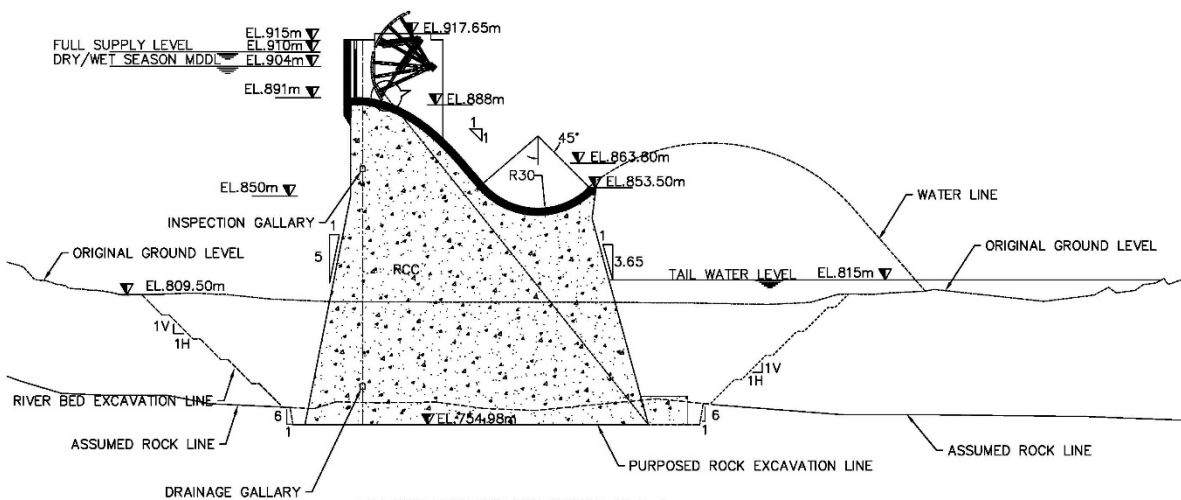 EL.915m
EL.917.65m
FULL SUPPLY LEVEL
EL.910m
DRY/WET SEASON MDDL
EL.904m
EL.891m
EL.888m
1
1
45°
EL.863.80m
R30
EL.853.50m
EL.850m
WATER LINE
INSPECTION GALLARY
1
5
1
3.65
ORIGINAL GROUND LEVEL
ORIGINAL GROUND LEVEL
RCC
TAIL WATER LEVEL
EL.815m
EL.809.50m
1V
1H
1V
1H
RIVER BED EXCAVATION LINE
6
1
EL.754.98m
6
1
ASSUMED ROCK LINE
ASSUMED ROCK LINE
PURPOSED ROCK EXCAVATION LINE
DRAINAGE GALLARY